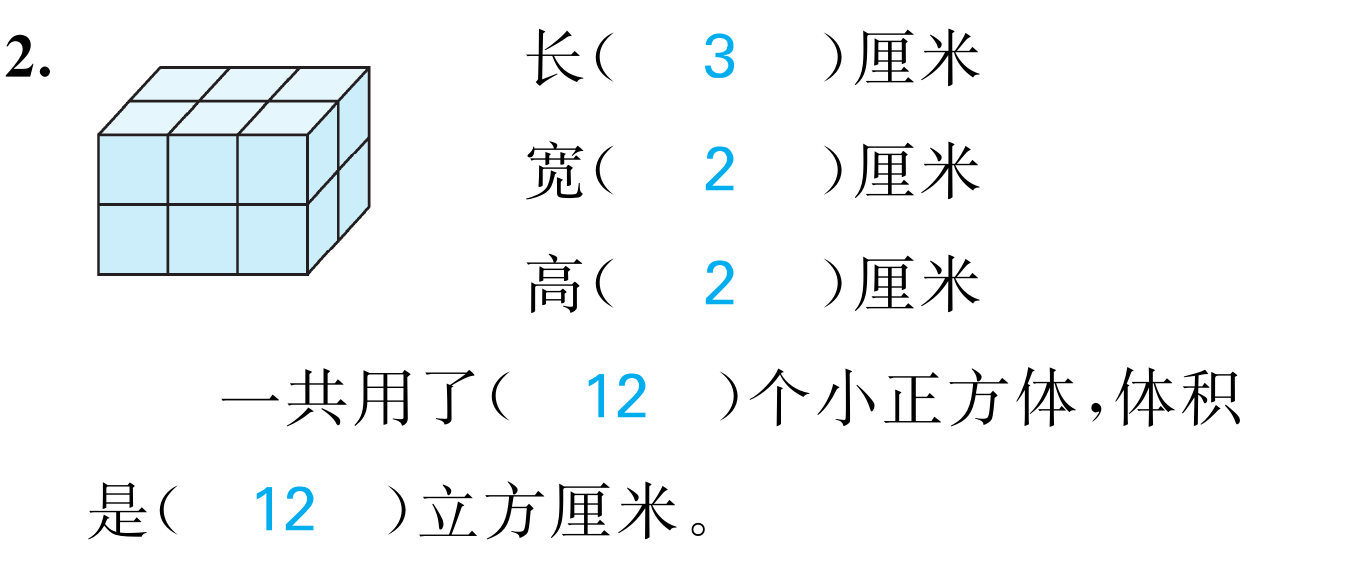 2.
长( 3 )厘米
宽( 2 )厘米
高( 2 )厘米
一共用了( 12 )个小正方体,体积
是( 12 )立方厘米。